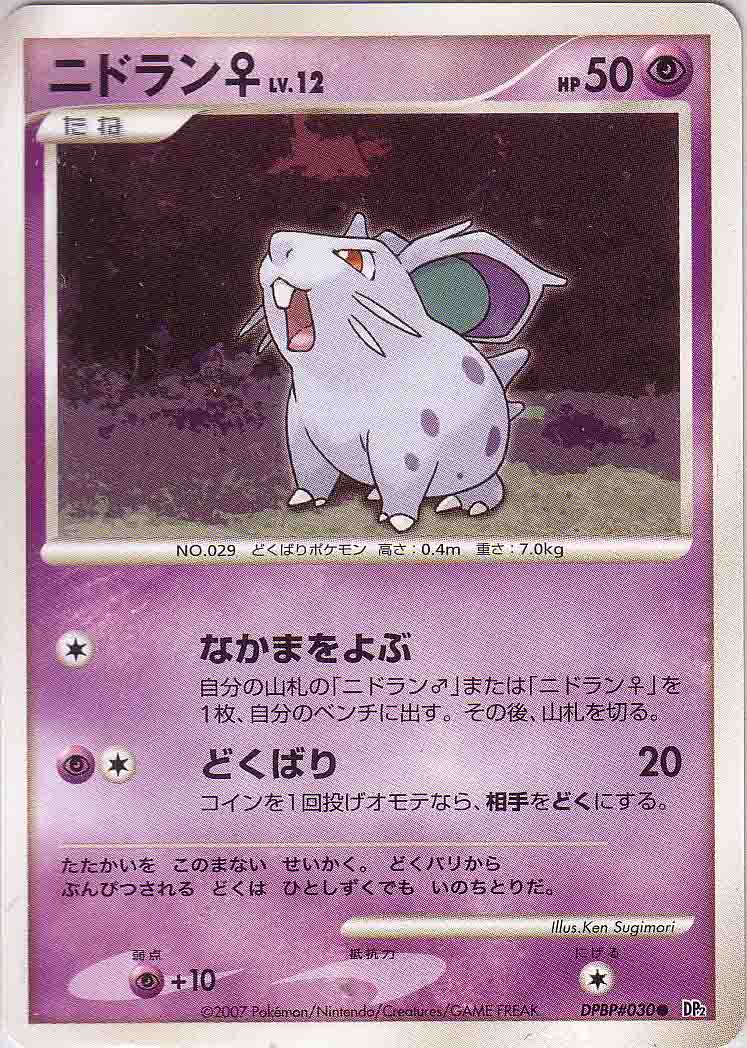 ニドラン♀ LV.12 HP 50
たね
NO.029 どくばりポケモン 高さ:0.4m 重さ:7.0kg
なかまをよぶ
自分の山札の「ニドラン♂」または「ニドラン♀」を
1枚、自分のベンチに出す。その後、山札を切る。
どくばり 20
コインを1回投げオモテなら、相手をどくにする。
たたかいを このまない せいかく。 どくバリから
ぶんぴつされる どくは ひとしずくでも いのちとりだ。
Illus.Ken Sugimori
弱点 抵抗力 にげる
+10
©2007 Pokémon/Nintendo/Creatures/GAME FREAK. DPBP#030● DP2